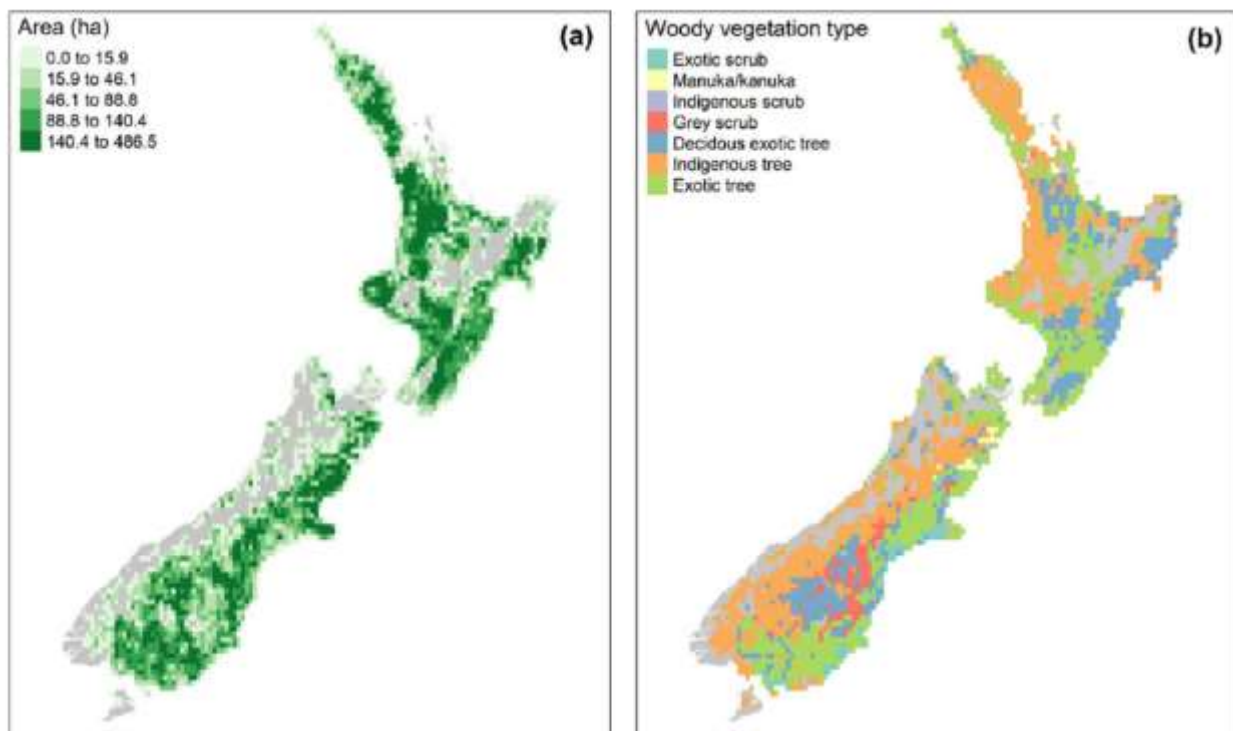 Area (ha)
0.0 to 15.9
15.9 to 46.1
46.1 to 88.8
88.8 to 140.4
140.4 to 486.5
(a)
Woody vegetation type
Exotic scrub
Manuka/kanuka
Indigenous scrub
Grey scrub
Decidous exotic tree
Indigenous tree
Exotic tree
(b)